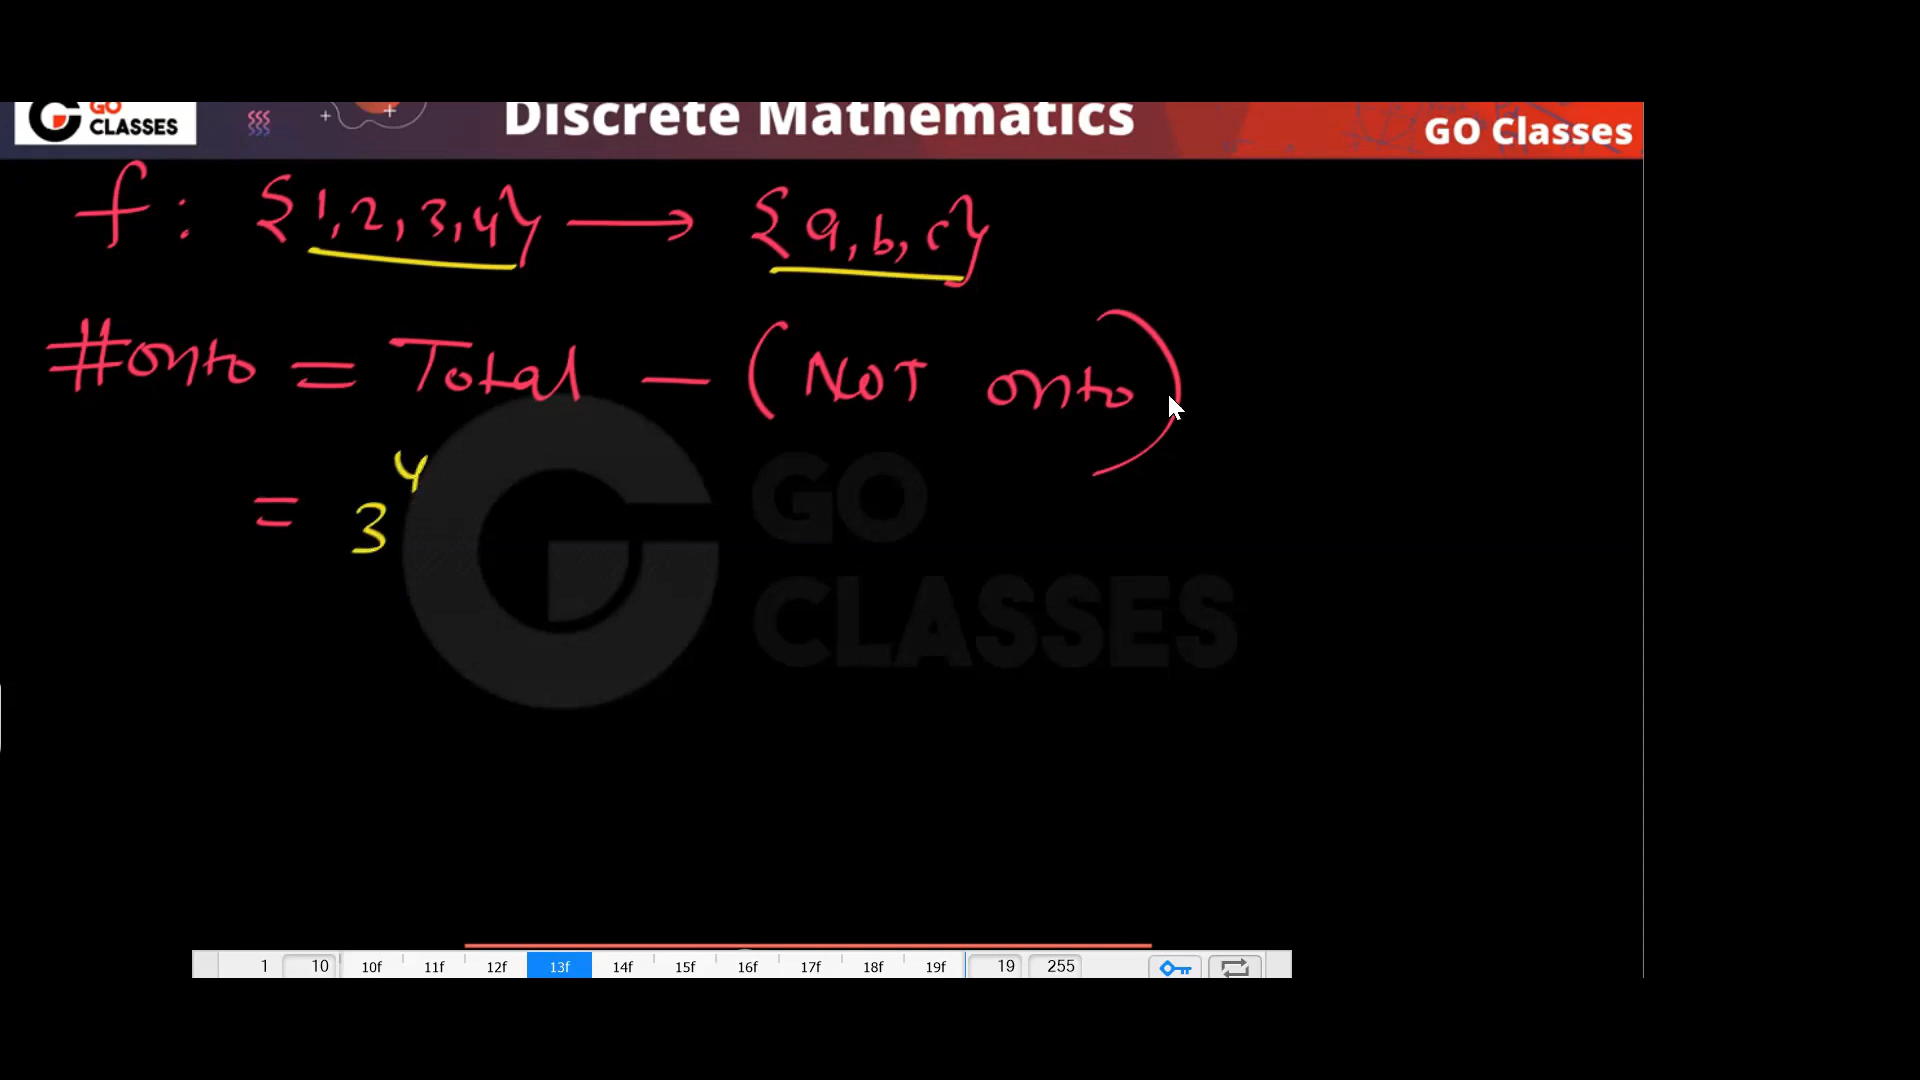 GO CLASSES
Discrete Mathematics
GO Classes
f : {1,2,3,4} → {a,b,c}
#onto = Total - (NOT onto)
= 3⁴
GO
CLASSES
1 10 10f 11f 12f 13f 14f 15f 16f 17f 18f 19f 19 255